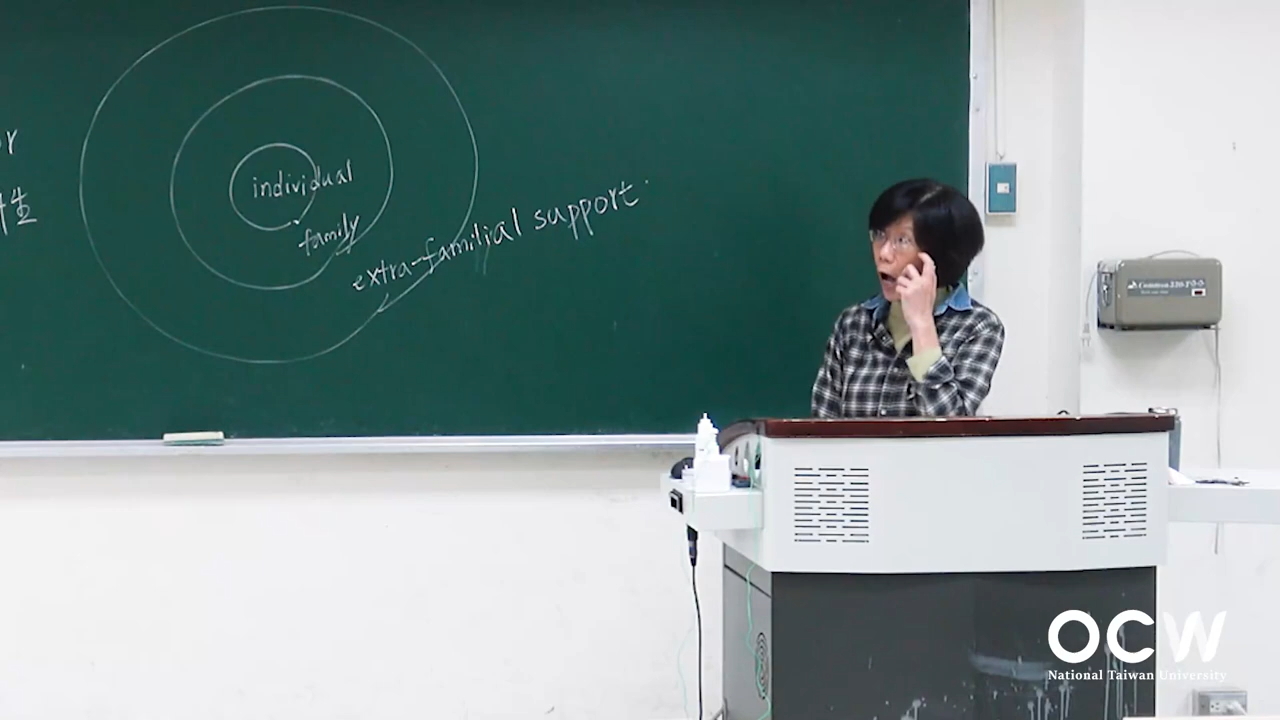 individual
family
extra-familial support
OCW
National Taiwan University